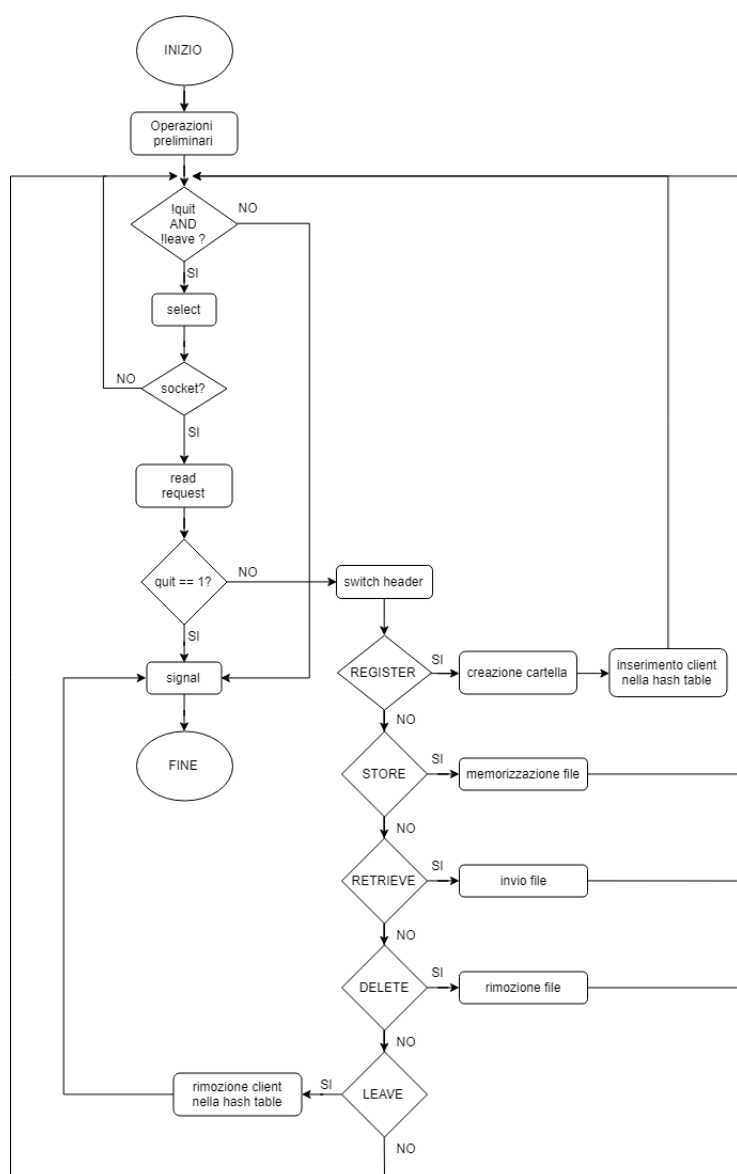 INIZIO
Operazioni
preliminari
!quit
AND
!leave ?
NO
SI
select
socket?
NO
SI
read
request
quit == 1?
NO
switch header
SI
signal
REGISTER
SI
creazione cartella
inserimento client
nella hash table
NO
FINE
STORE
SI
memorizzazione file
NO
RETRIEVE
SI
invio file
NO
DELETE
SI
rimozione file
NO
rimozione client
nella hash table
SI
LEAVE
NO